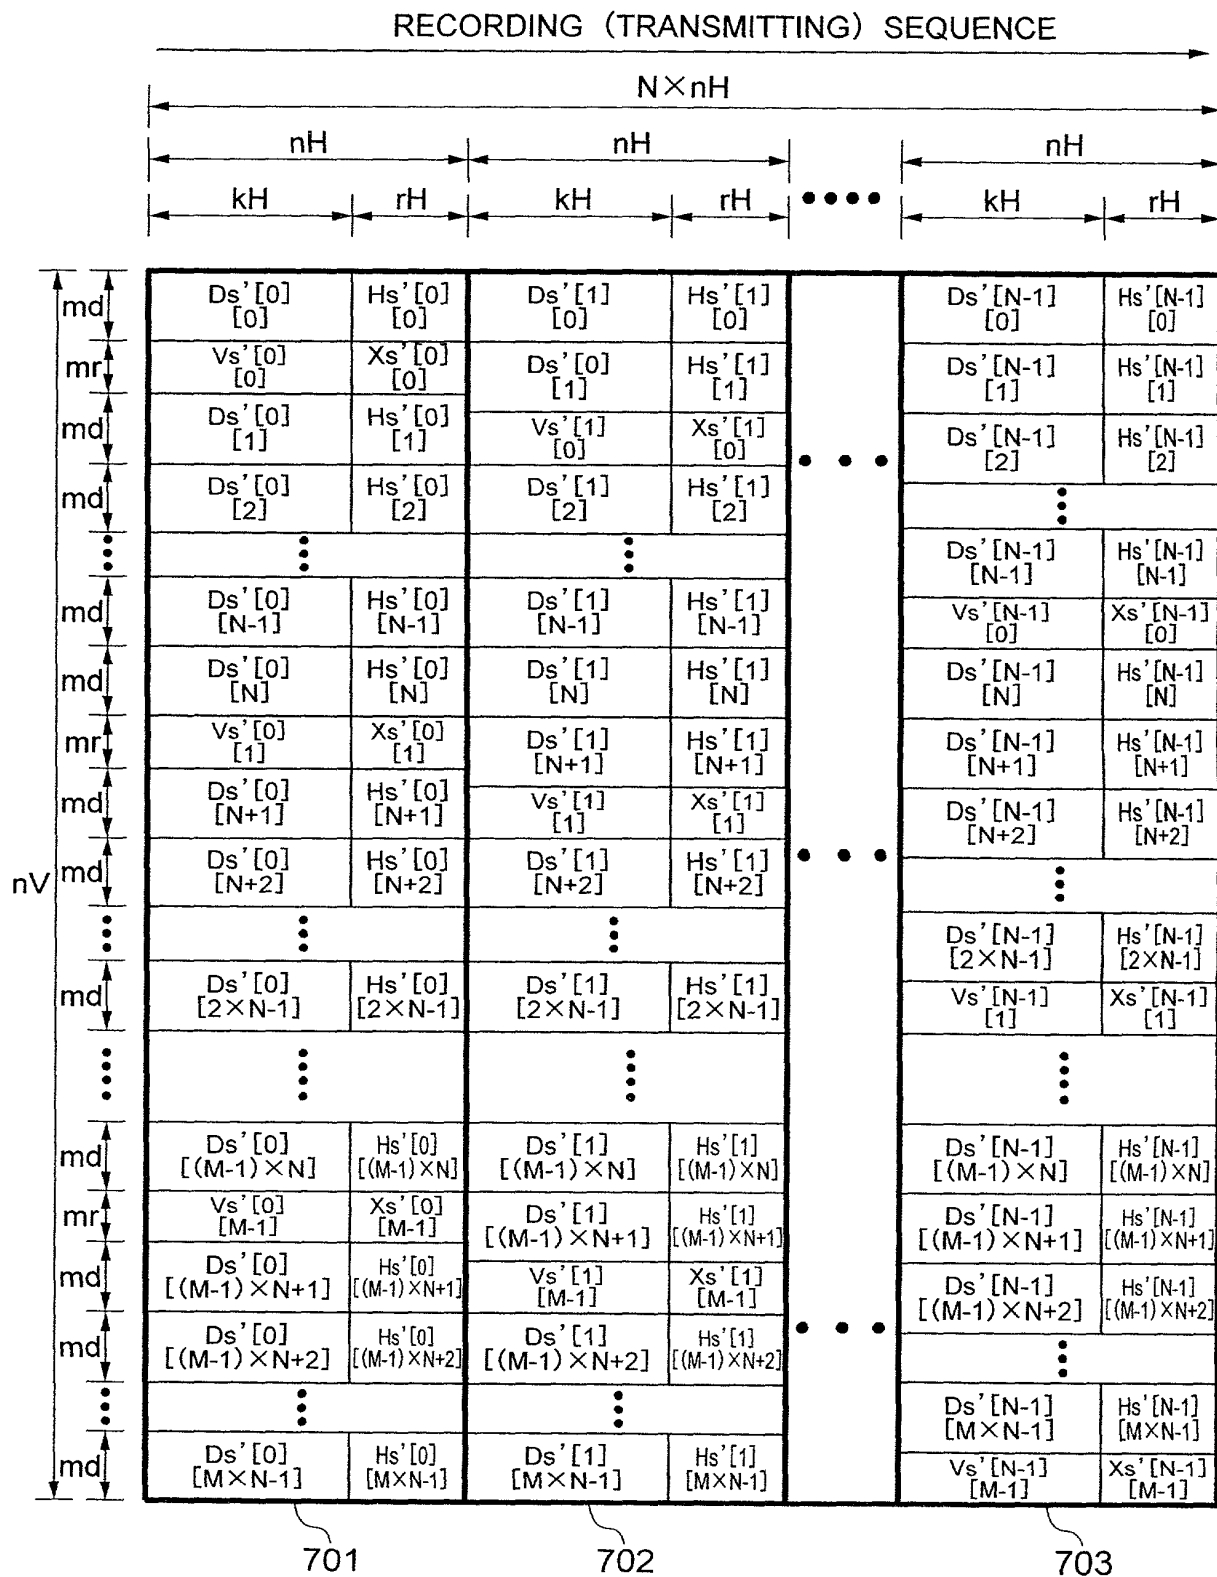 RECORDING (TRANSMITTING) SEQUENCE
N×nH
nH nH nH
kH rH kH rH kH rH
nV
md
mr
md
md
md
md
mr
md
md
md
md
mr
md
md
md
Ds'[0]
[0]
Hs'[0]
[0]
Vs'[0]
[0]
Xs'[0]
[0]
Ds'[0]
[1]
Hs'[0]
[1]
Ds'[0]
[2]
Hs'[0]
[2]
Ds'[0]
[N-1]
Hs'[0]
[N-1]
Ds'[0]
[N]
Hs'[0]
[N]
Vs'[0]
[1]
Xs'[0]
[1]
Ds'[0]
[N+1]
Hs'[0]
[N+1]
Ds'[0]
[N+2]
Hs'[0]
[N+2]
Ds'[0]
[2×N-1]
Hs'[0]
[2×N-1]
Ds'[0]
[(M-1)×N]
Hs'[0]
[(M-1)×N]
Vs'[0]
[M-1]
Xs'[0]
[M-1]
Ds'[0]
[(M-1)×N+1]
Hs'[0]
[(M-1)×N+1]
Ds'[0]
[(M-1)×N+2]
Hs'[0]
[(M-1)×N+2]
Ds'[0]
[M×N-1]
Hs'[0]
[M×N-1]
Ds'[1]
[0]
Hs'[1]
[0]
Ds'[0]
[1]
Hs'[1]
[1]
Vs'[1]
[0]
Xs'[1]
[0]
Ds'[1]
[2]
Hs'[1]
[2]
Ds'[1]
[N-1]
Hs'[1]
[N-1]
Ds'[1]
[N]
Hs'[1]
[N]
Ds'[1]
[N+1]
Hs'[1]
[N+1]
Vs'[1]
[1]
Xs'[1]
[1]
Ds'[1]
[N+2]
Hs'[1]
[N+2]
Ds'[1]
[2×N-1]
Hs'[1]
[2×N-1]
Ds'[1]
[(M-1)×N]
Hs'[1]
[(M-1)×N]
Ds'[1]
[(M-1)×N+1]
Hs'[1]
[(M-1)×N+1]
Vs'[1]
[M-1]
Xs'[1]
[M-1]
Ds'[1]
[(M-1)×N+2]
Hs'[1]
[(M-1)×N+2]
Ds'[1]
[M×N-1]
Hs'[1]
[M×N-1]
Ds'[N-1]
[0]
Hs'[N-1]
[0]
Ds'[N-1]
[1]
Hs'[N-1]
[1]
Ds'[N-1]
[2]
Hs'[N-1]
[2]
Ds'[N-1]
[N-1]
Hs'[N-1]
[N-1]
Vs'[N-1]
[0]
Xs'[N-1]
[0]
Ds'[N-1]
[N]
Hs'[N-1]
[N]
Ds'[N-1]
[N+1]
Hs'[N-1]
[N+1]
Ds'[N-1]
[N+2]
Hs'[N-1]
[N+2]
Ds'[N-1]
[2×N-1]
Hs'[N-1]
[2×N-1]
Vs'[N-1]
[1]
Xs'[N-1]
[1]
Ds'[N-1]
[(M-1)×N]
Hs'[N-1]
[(M-1)×N]
Ds'[N-1]
[(M-1)×N+1]
Hs'[N-1]
[(M-1)×N+1]
Ds'[N-1]
[(M-1)×N+2]
Hs'[N-1]
[(M-1)×N+2]
Ds'[N-1]
[M×N-1]
Hs'[N-1]
[M×N-1]
Vs'[N-1]
[M-1]
Xs'[N-1]
[M-1]
701 702 703